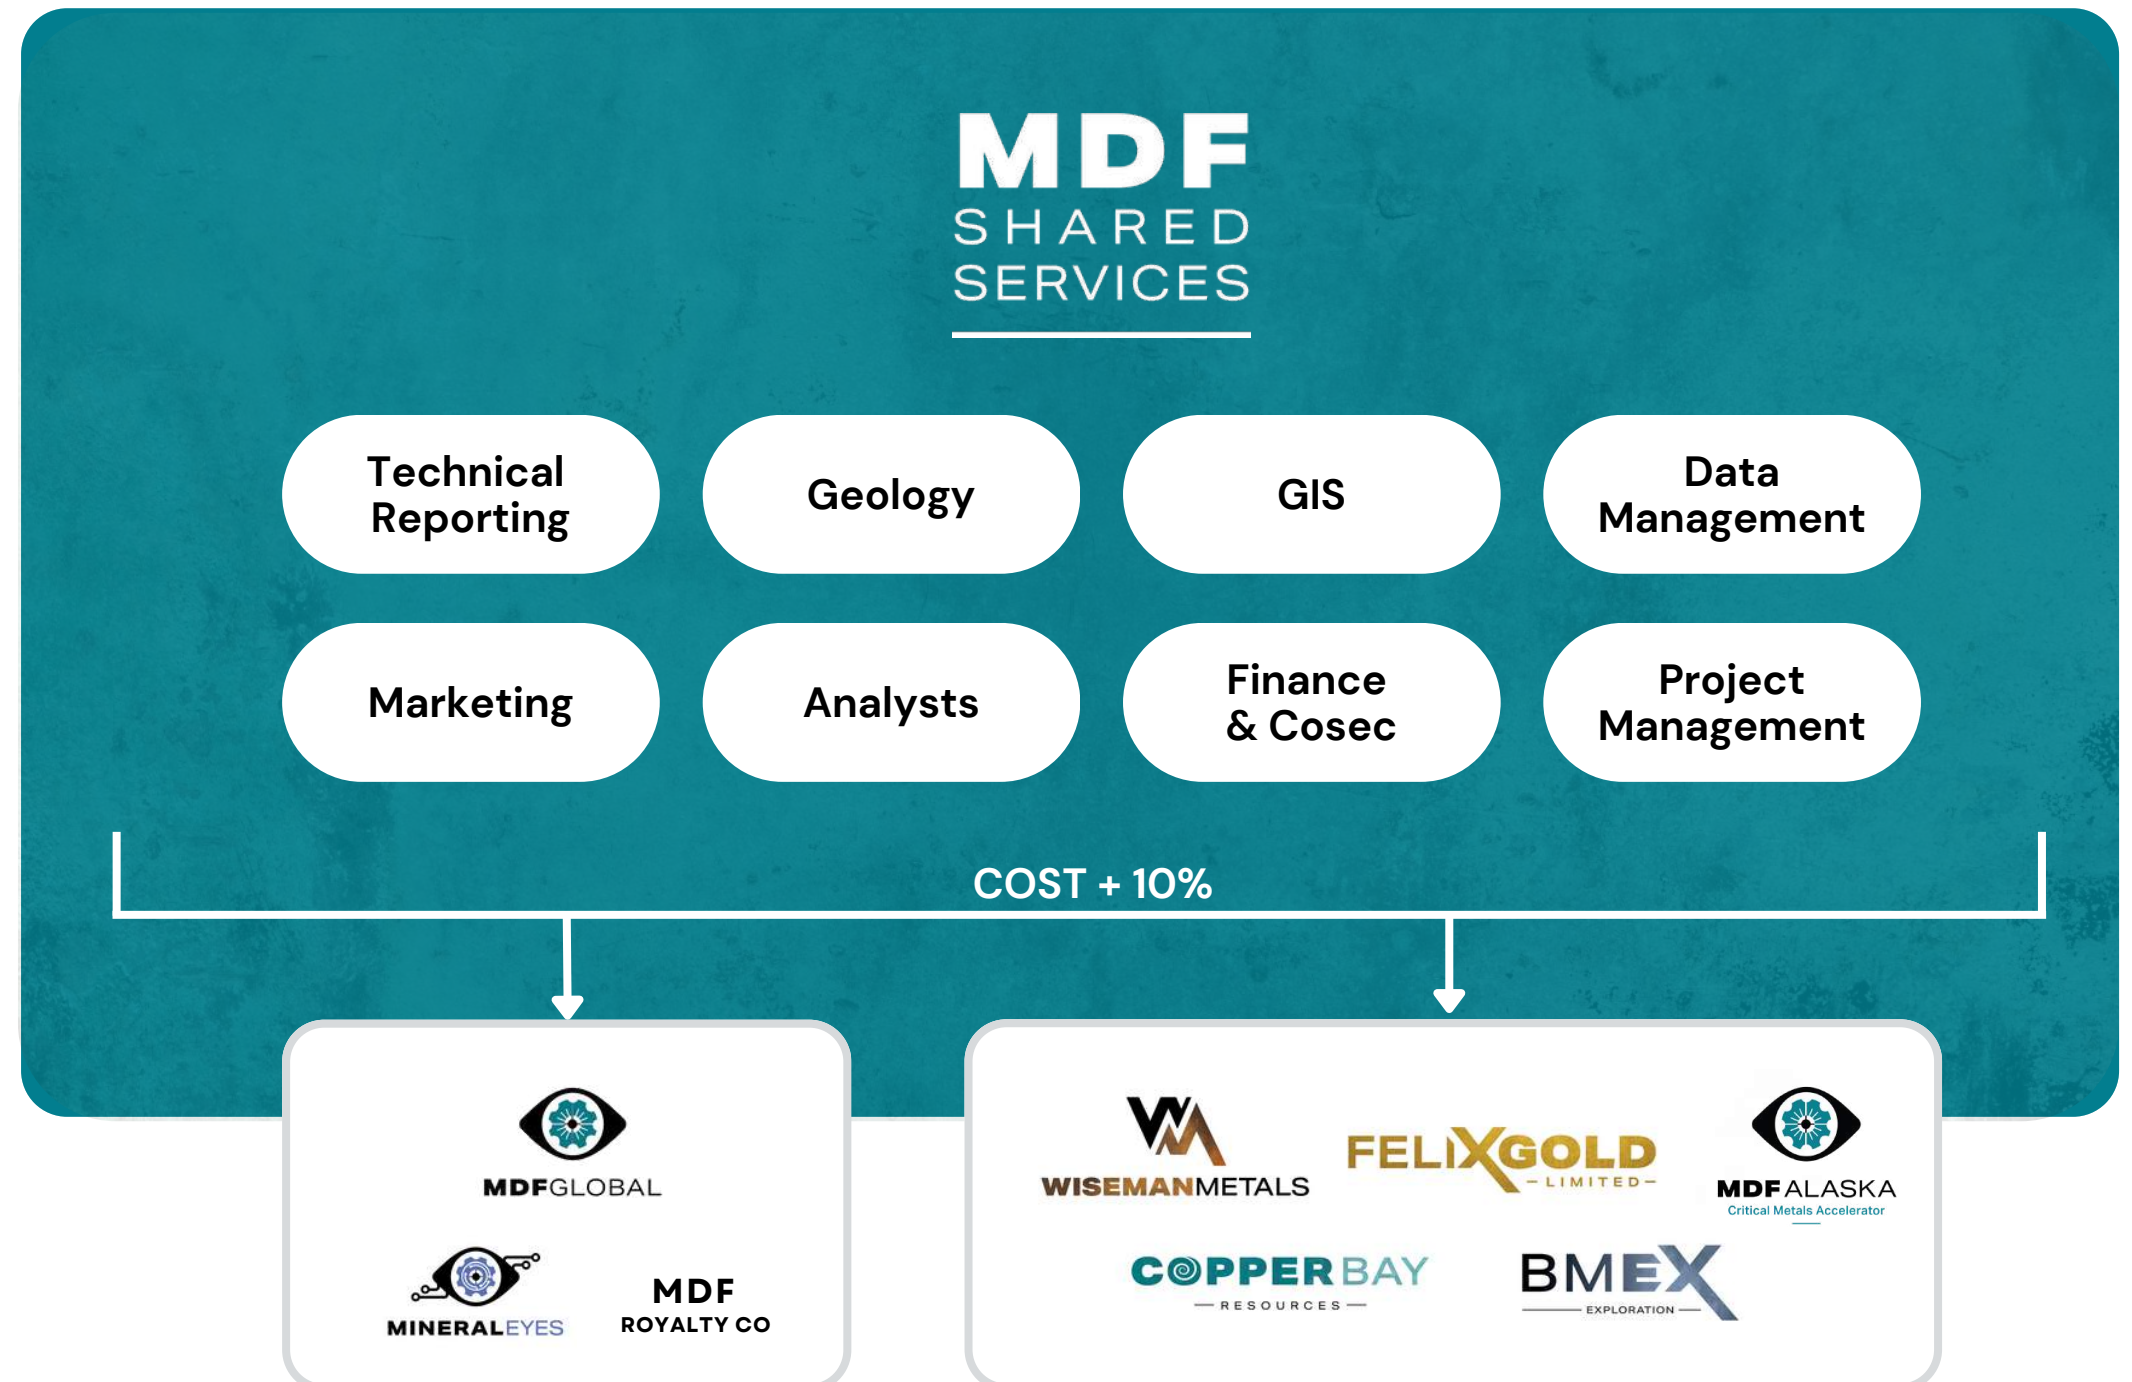 MDF
SHARED
SERVICES
Technical
Reporting
Geology
GIS
Data
Management
Marketing
Analysts
Finance
& Cosec
Project
Management
COST + 10%
MDFGLOBAL
MINERALEYES
MDF
ROYALTY CO
WM
WISEMANMETALS
FELIXGOLD
LIMITED
MDFALASKA
Critical Metals Accelerator
COPPERBAY
RESOURCES
BMEX
EXPLORATION